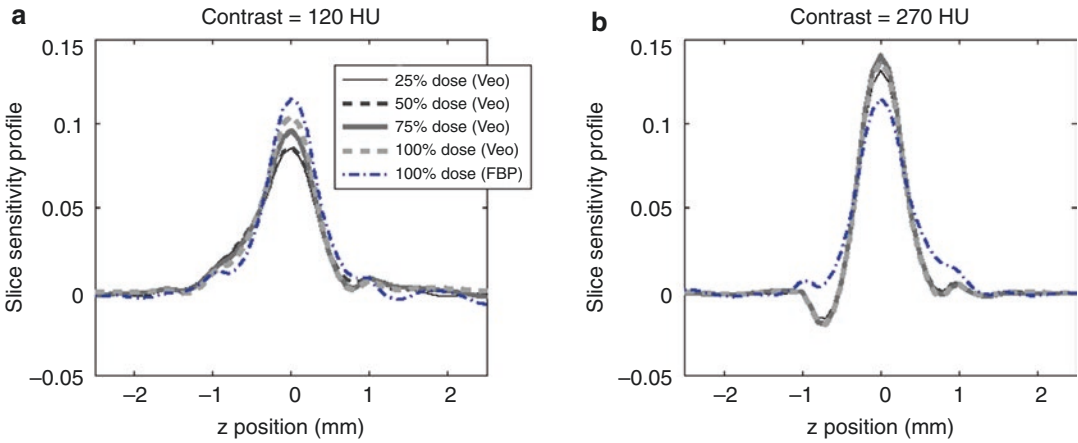 a
Contrast = 120 HU
0.15
0.1
0.05
0
–0.05
Slice sensitivity profile
–2
–1
0
1
2
z position (mm)
25% dose (Veo)
50% dose (Veo)
75% dose (Veo)
100% dose (Veo)
100% dose (FBP)
b
Contrast = 270 HU
0.15
0.1
0.05
0
–0.05
Slice sensitivity profile
–2
–1
0
1
2
z position (mm)